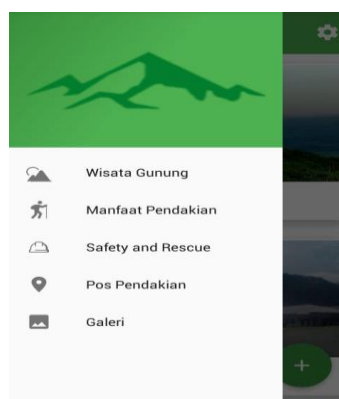 Wisata Gunung
Manfaat Pendakian
Safety and Rescue
Pos Pendakian
Galeri